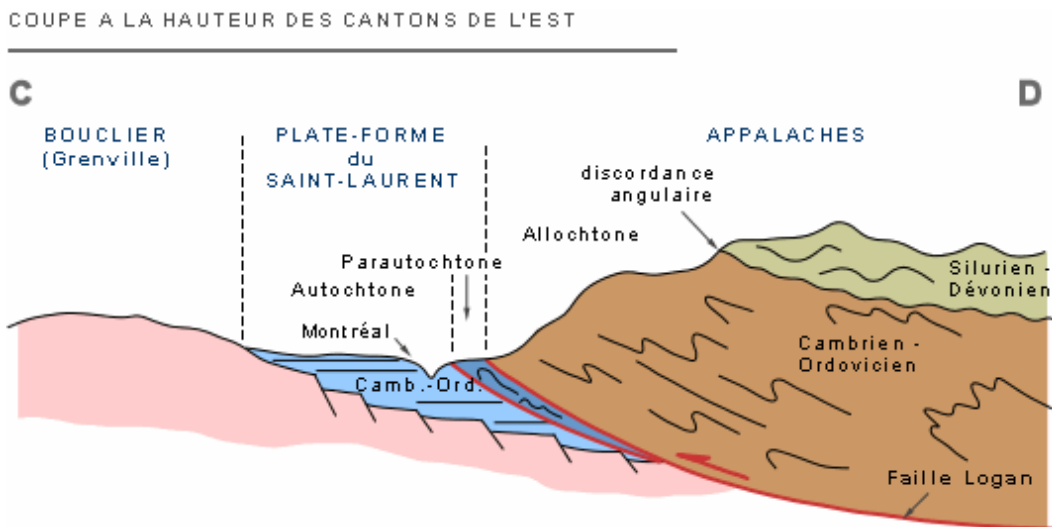 COUPE A LA HAUTEUR DES CANTONS DE L'EST
C
D
BOUCLIER
(Grenville)
PLATE-FORME
du
SAINT-LAURENT
APPALACHES
discordance
angulaire
Allochtone
Parautochtone
Autochtone
Montréal
Silurien -
Dévonien
Cambrien -
Ordovicien
Camb.-Ord.
Faille Logan